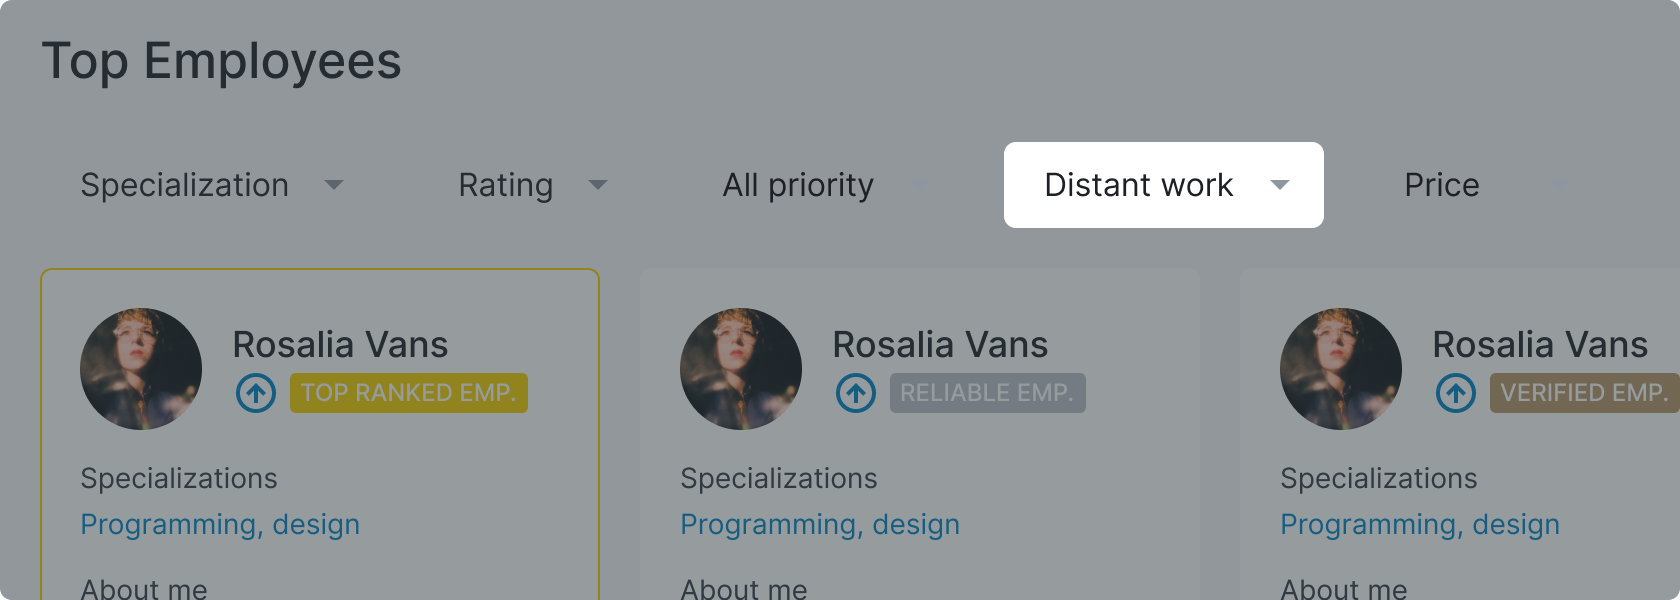 Top Employees
Specialization Rating All priority Distant work Price
Rosalia Vans
TOP RANKED EMP.
Specializations
Programming, design
About me
Rosalia Vans
RELIABLE EMP.
Specializations
Programming, design
About me
Rosalia Vans
VERIFIED EMP.
Specializations
Programming, design
About me